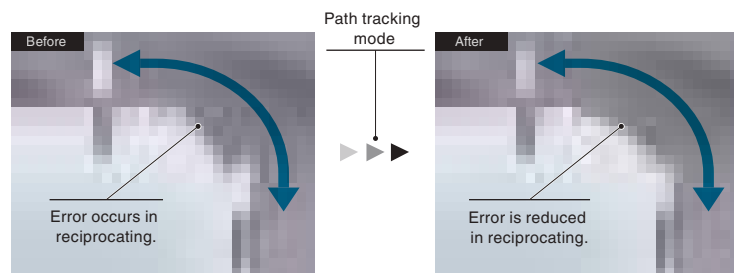 Path tracking
mode
Before
After
Error occurs in
reciprocating.
Error is reduced
in reciprocating.